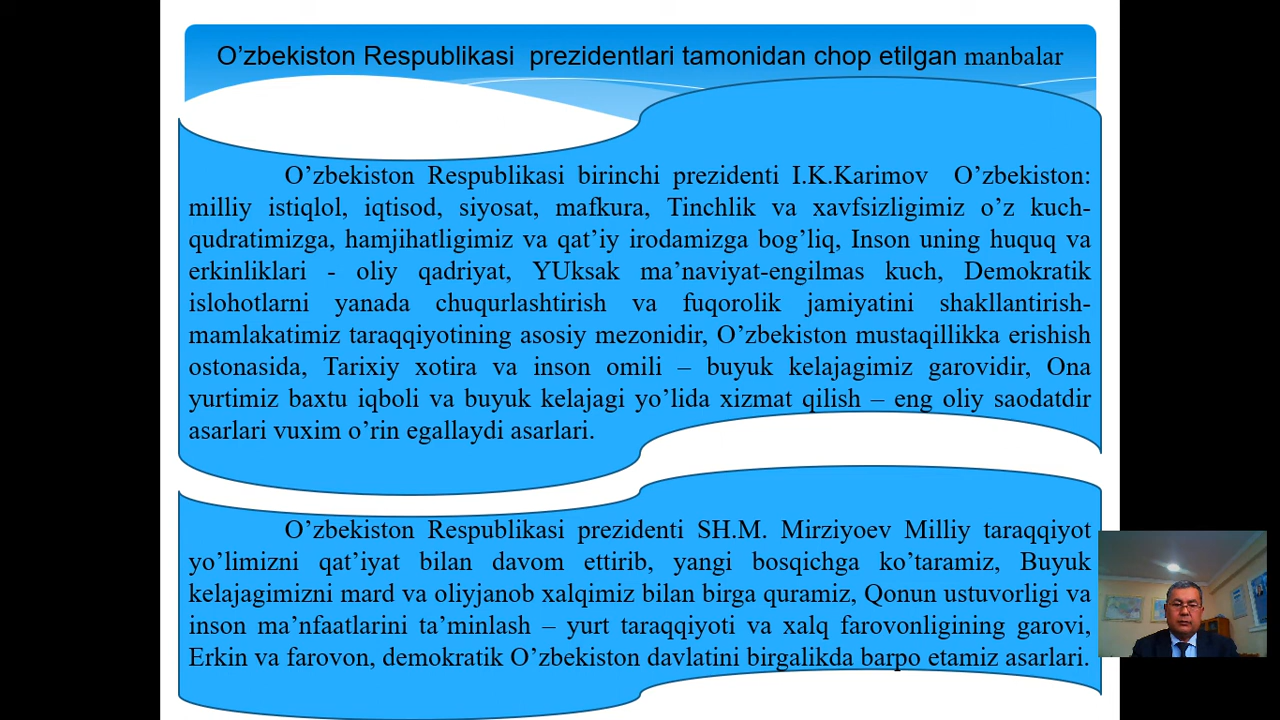 O’zbekiston Respublikasi prezidentlari tamonidan chop etilgan manbalar
O’zbekiston Respublikasi birinchi prezidenti I.K.Karimov O’zbekiston:
milliy istiqlol, iqtisod, siyosat, mafkura, Tinchlik va xavfsizligimiz o’z kuch-
qudratimizga, hamjihatligimiz va qat’iy irodamizga bog’liq, Inson uning huquq va
erkinliklari - oliy qadriyat, YUksak ma’naviyat-engilmas kuch, Demokratik
islohotlarni yanada chuqurlashtirish va fuqorolik jamiyatini shakllantirish-
mamlakatimiz taraqqiyotining asosiy mezonidir, O’zbekiston mustaqillikka erishish
ostonasida, Tarixiy xotira va inson omili – buyuk kelajagimiz garovidir, Ona
yurtimiz baxtu iqboli va buyuk kelajagi yo’lida xizmat qilish – eng oliy saodatdir
asarlari vuxim o’rin egallaydi asarlari.
O’zbekiston Respublikasi prezidenti SH.M. Mirziyoev Milliy taraqqiyot
yo’limizni qat’iyat bilan davom ettirib, yangi bosqichga ko’taramiz, Buyuk
kelajagimizni mard va oliyjanob xalqimiz bilan birga quramiz, Qonun ustuvorligi va
inson ma’nfaatlarini ta’minlash – yurt taraqqiyoti va xalq farovonligining garovi,
Erkin va farovon, demokratik O’zbekiston davlatini birgalikda barpo etamiz asarlari.